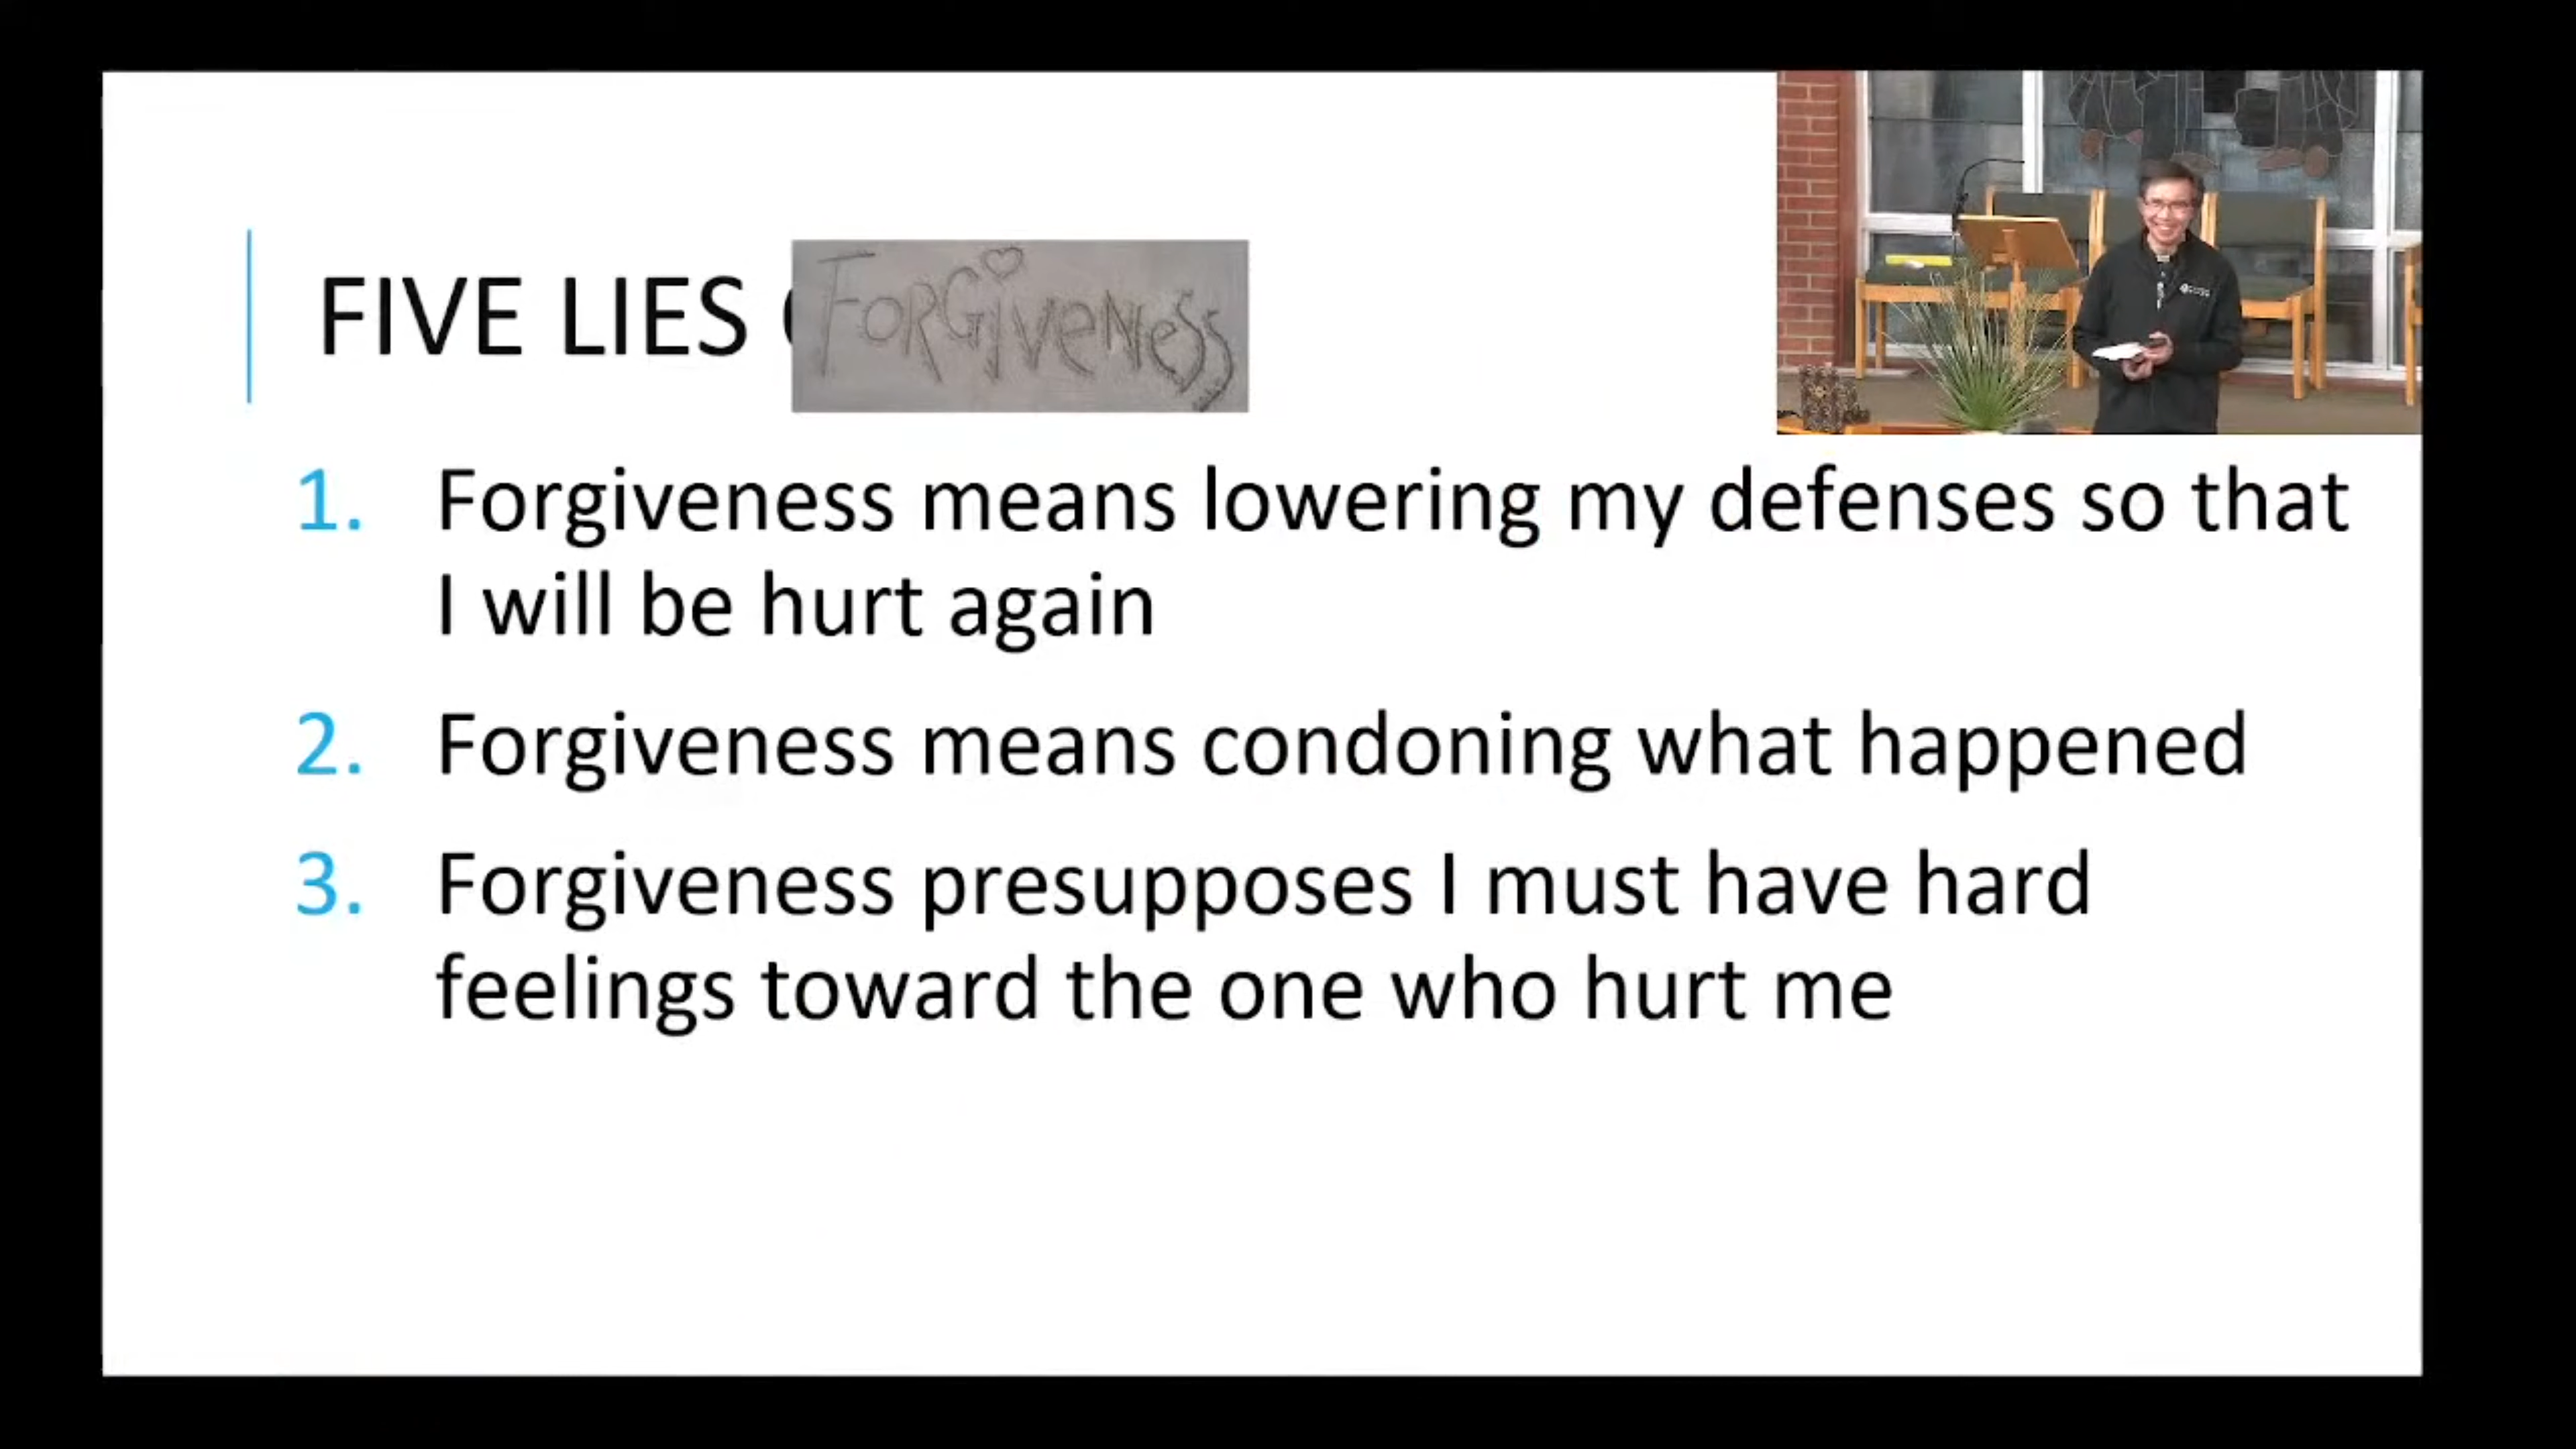 FIVE LIES
FORGiVENESS
1. Forgiveness means lowering my defenses so that
I will be hurt again
2. Forgiveness means condoning what happened
3. Forgiveness presupposes I must have hard
feelings toward the one who hurt me